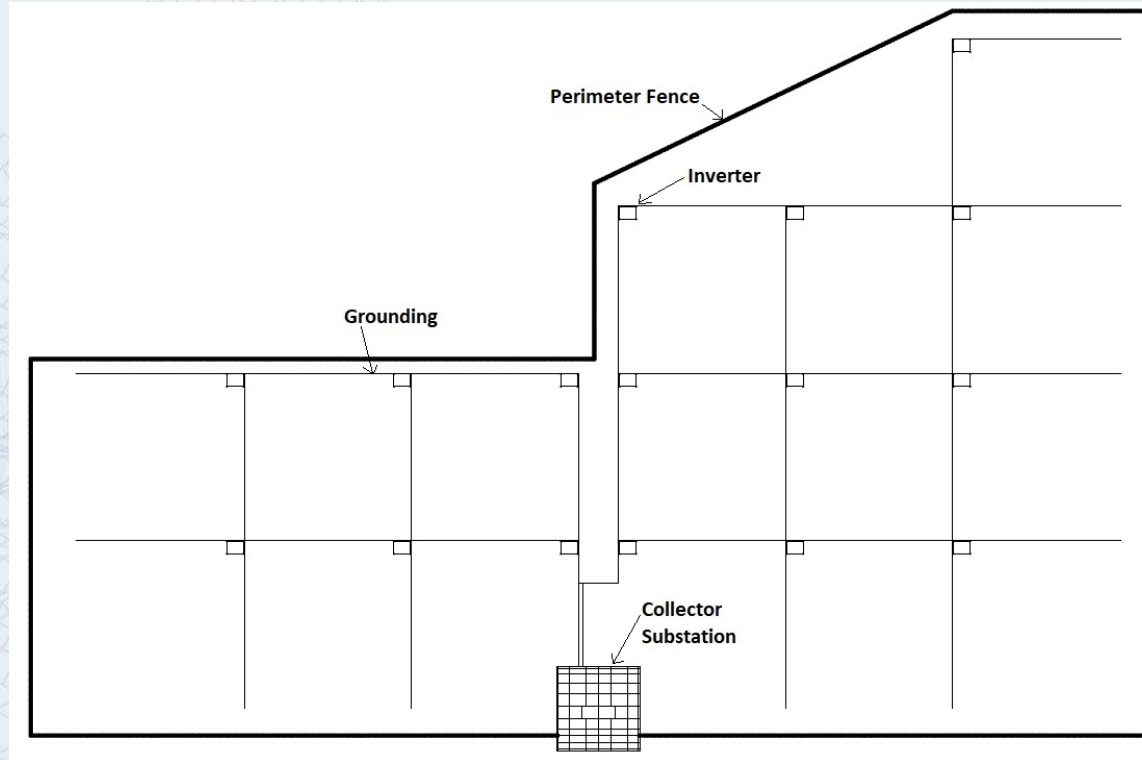 Perimeter Fence
Inverter
Grounding
Collector
Substation